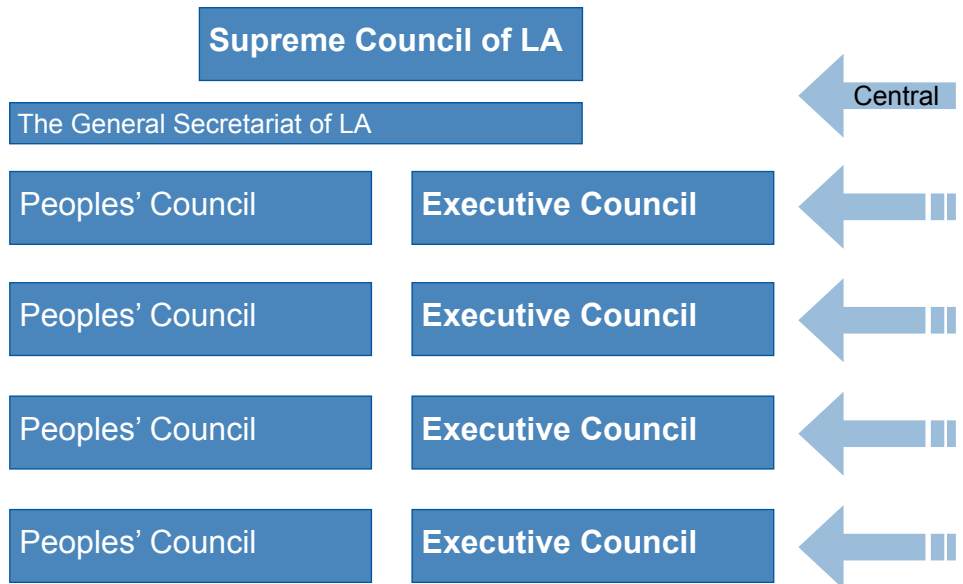 Supreme Council of LA
Central
The General Secretariat of LA
Peoples’ Council
Executive Council
Peoples’ Council
Executive Council
Peoples’ Council
Executive Council
Peoples’ Council
Executive Council